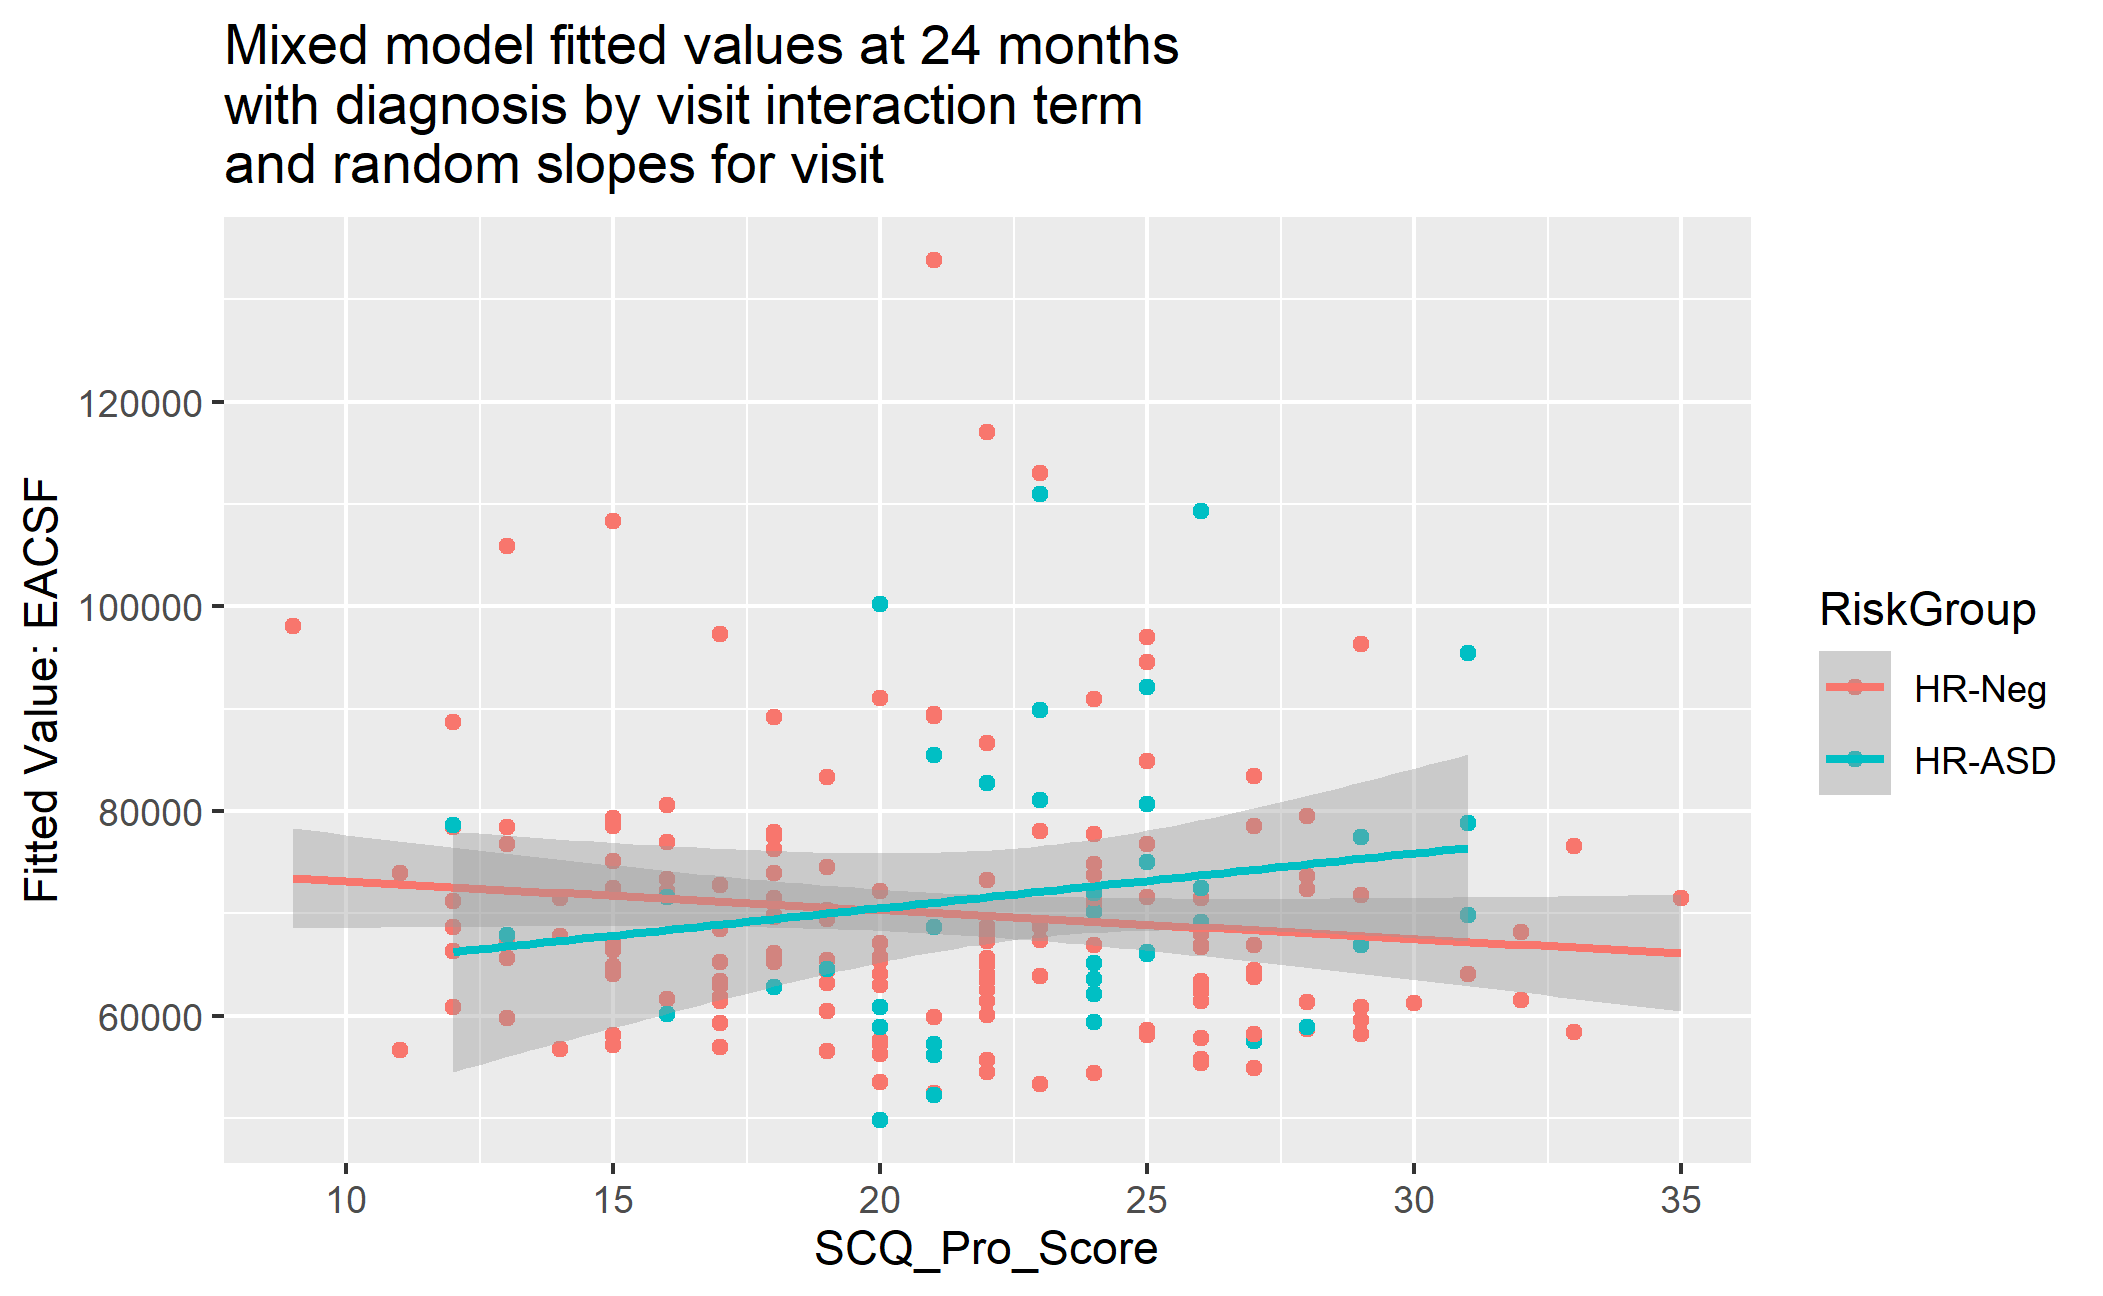 Mixed model fitted values at 24 months
with diagnosis by visit interaction term
and random slopes for visit
Fitted Value: EACSF
120000
100000
80000
60000
10 15 20 25 30 35
SCQ_Pro_Score
RiskGroup
HR-Neg
HR-ASD